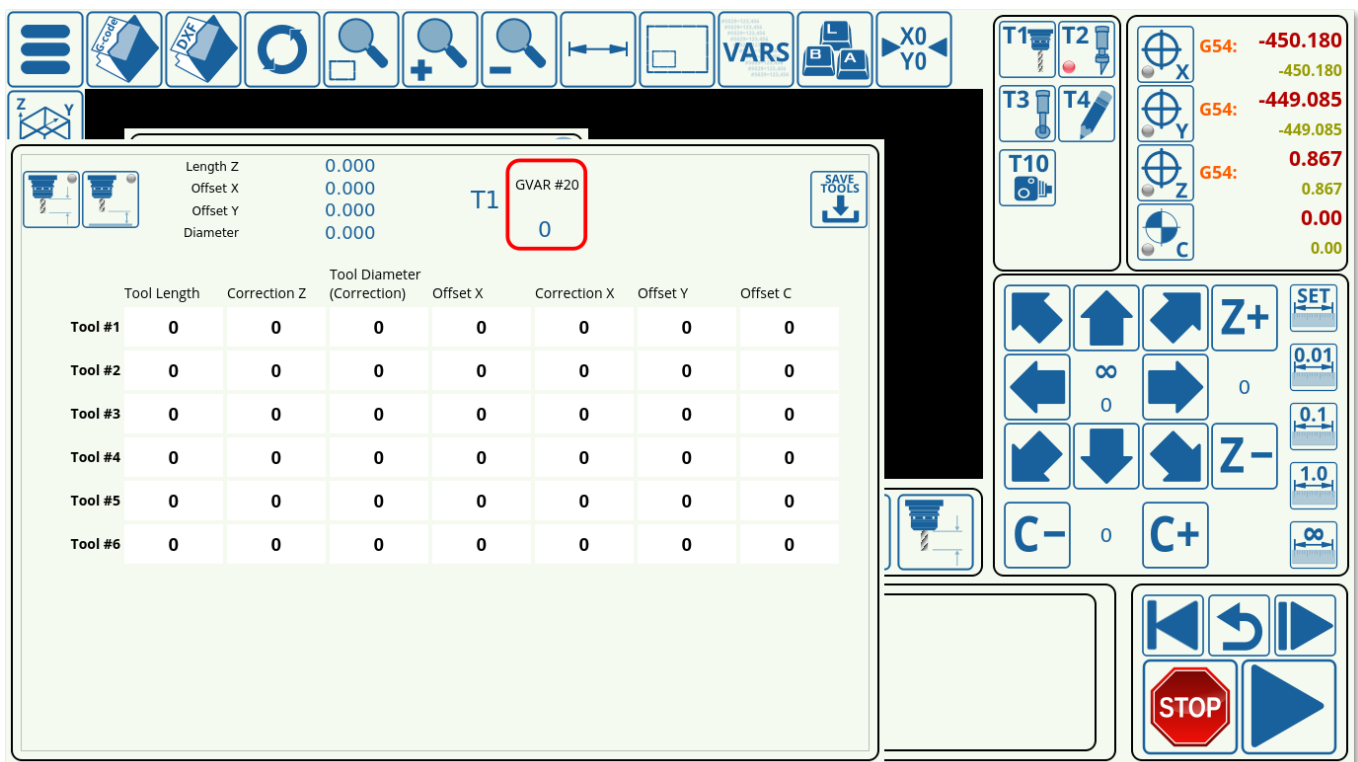 G-code
DXF
VARS
L
B
A
X0
Y0
Z
Y
T1
T2
T3
T4
T10
X
G54:
-450.180
-450.180
Y
G54:
-449.085
-449.085
Z
G54:
0.867
0.867
C
0.00
0.00
Length Z
0.000
Offset X
0.000
Offset Y
0.000
Diameter
0.000
T1
GVAR #20
0
SAVE
TOOLS
Tool Length Correction Z Tool Diameter (Correction) Offset X Correction X Offset Y Offset C
Tool #1 0 0 0 0 0 0 0
Tool #2 0 0 0 0 0 0 0
Tool #3 0 0 0 0 0 0 0
Tool #4 0 0 0 0 0 0 0
Tool #5 0 0 0 0 0 0 0
Tool #6 0 0 0 0 0 0 0
Z+
SET
∞
0
0
0.01
0.1
Z−
1.0
C−
0
C+
∞
STOP